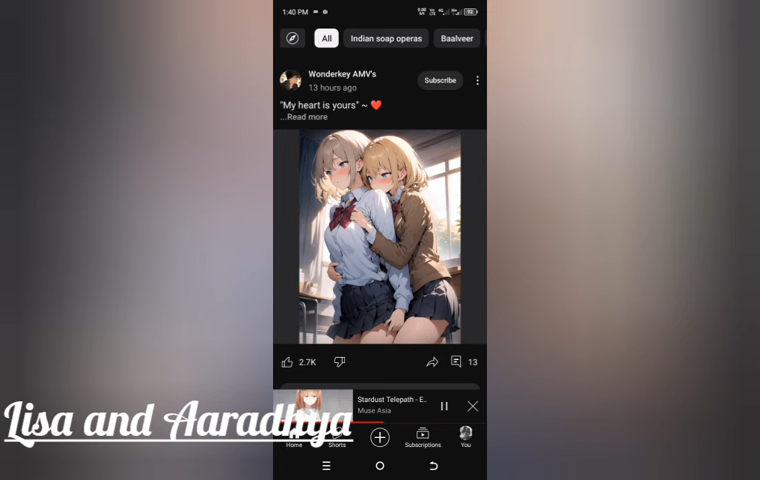 1:40 PM
All
Indian soap operas
Baalveer
Wonderkey AMV's
13 hours ago
Subscribe
"My heart is yours" ~ ❤️
...Read more
2.7K
13
Stardust Telepath - E..
Muse Asia
Lisa and Aaradhya
Home
Shorts
Subscriptions
You